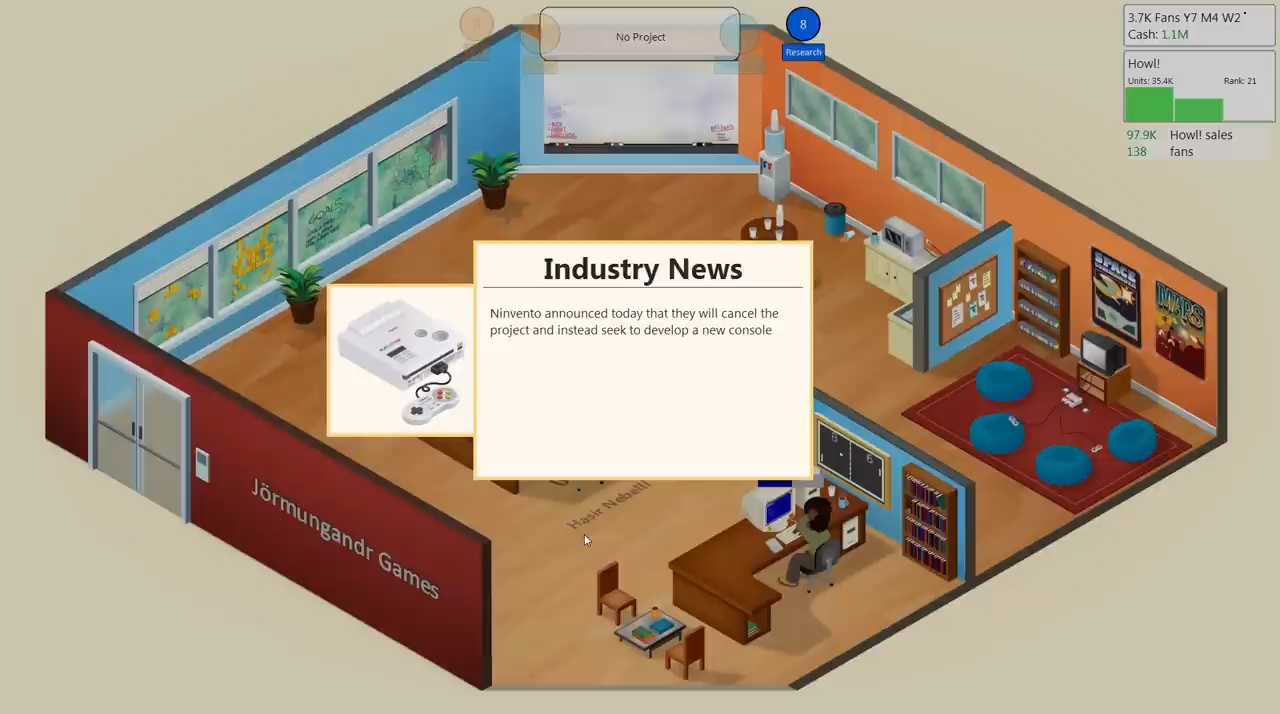 No Project
8
Research
3.7K Fans Y7 M4 W2
Cash: 1.1M
Howl!
Units: 35.4K
Rank: 21
97.9K Howl! sales
138 fans
GOALS
Industry News
Ninvento announced today that they will cancel the
project and instead seek to develop a new console
SPACE
MAPS
Hasir Nebelli
Jörmungandr Games